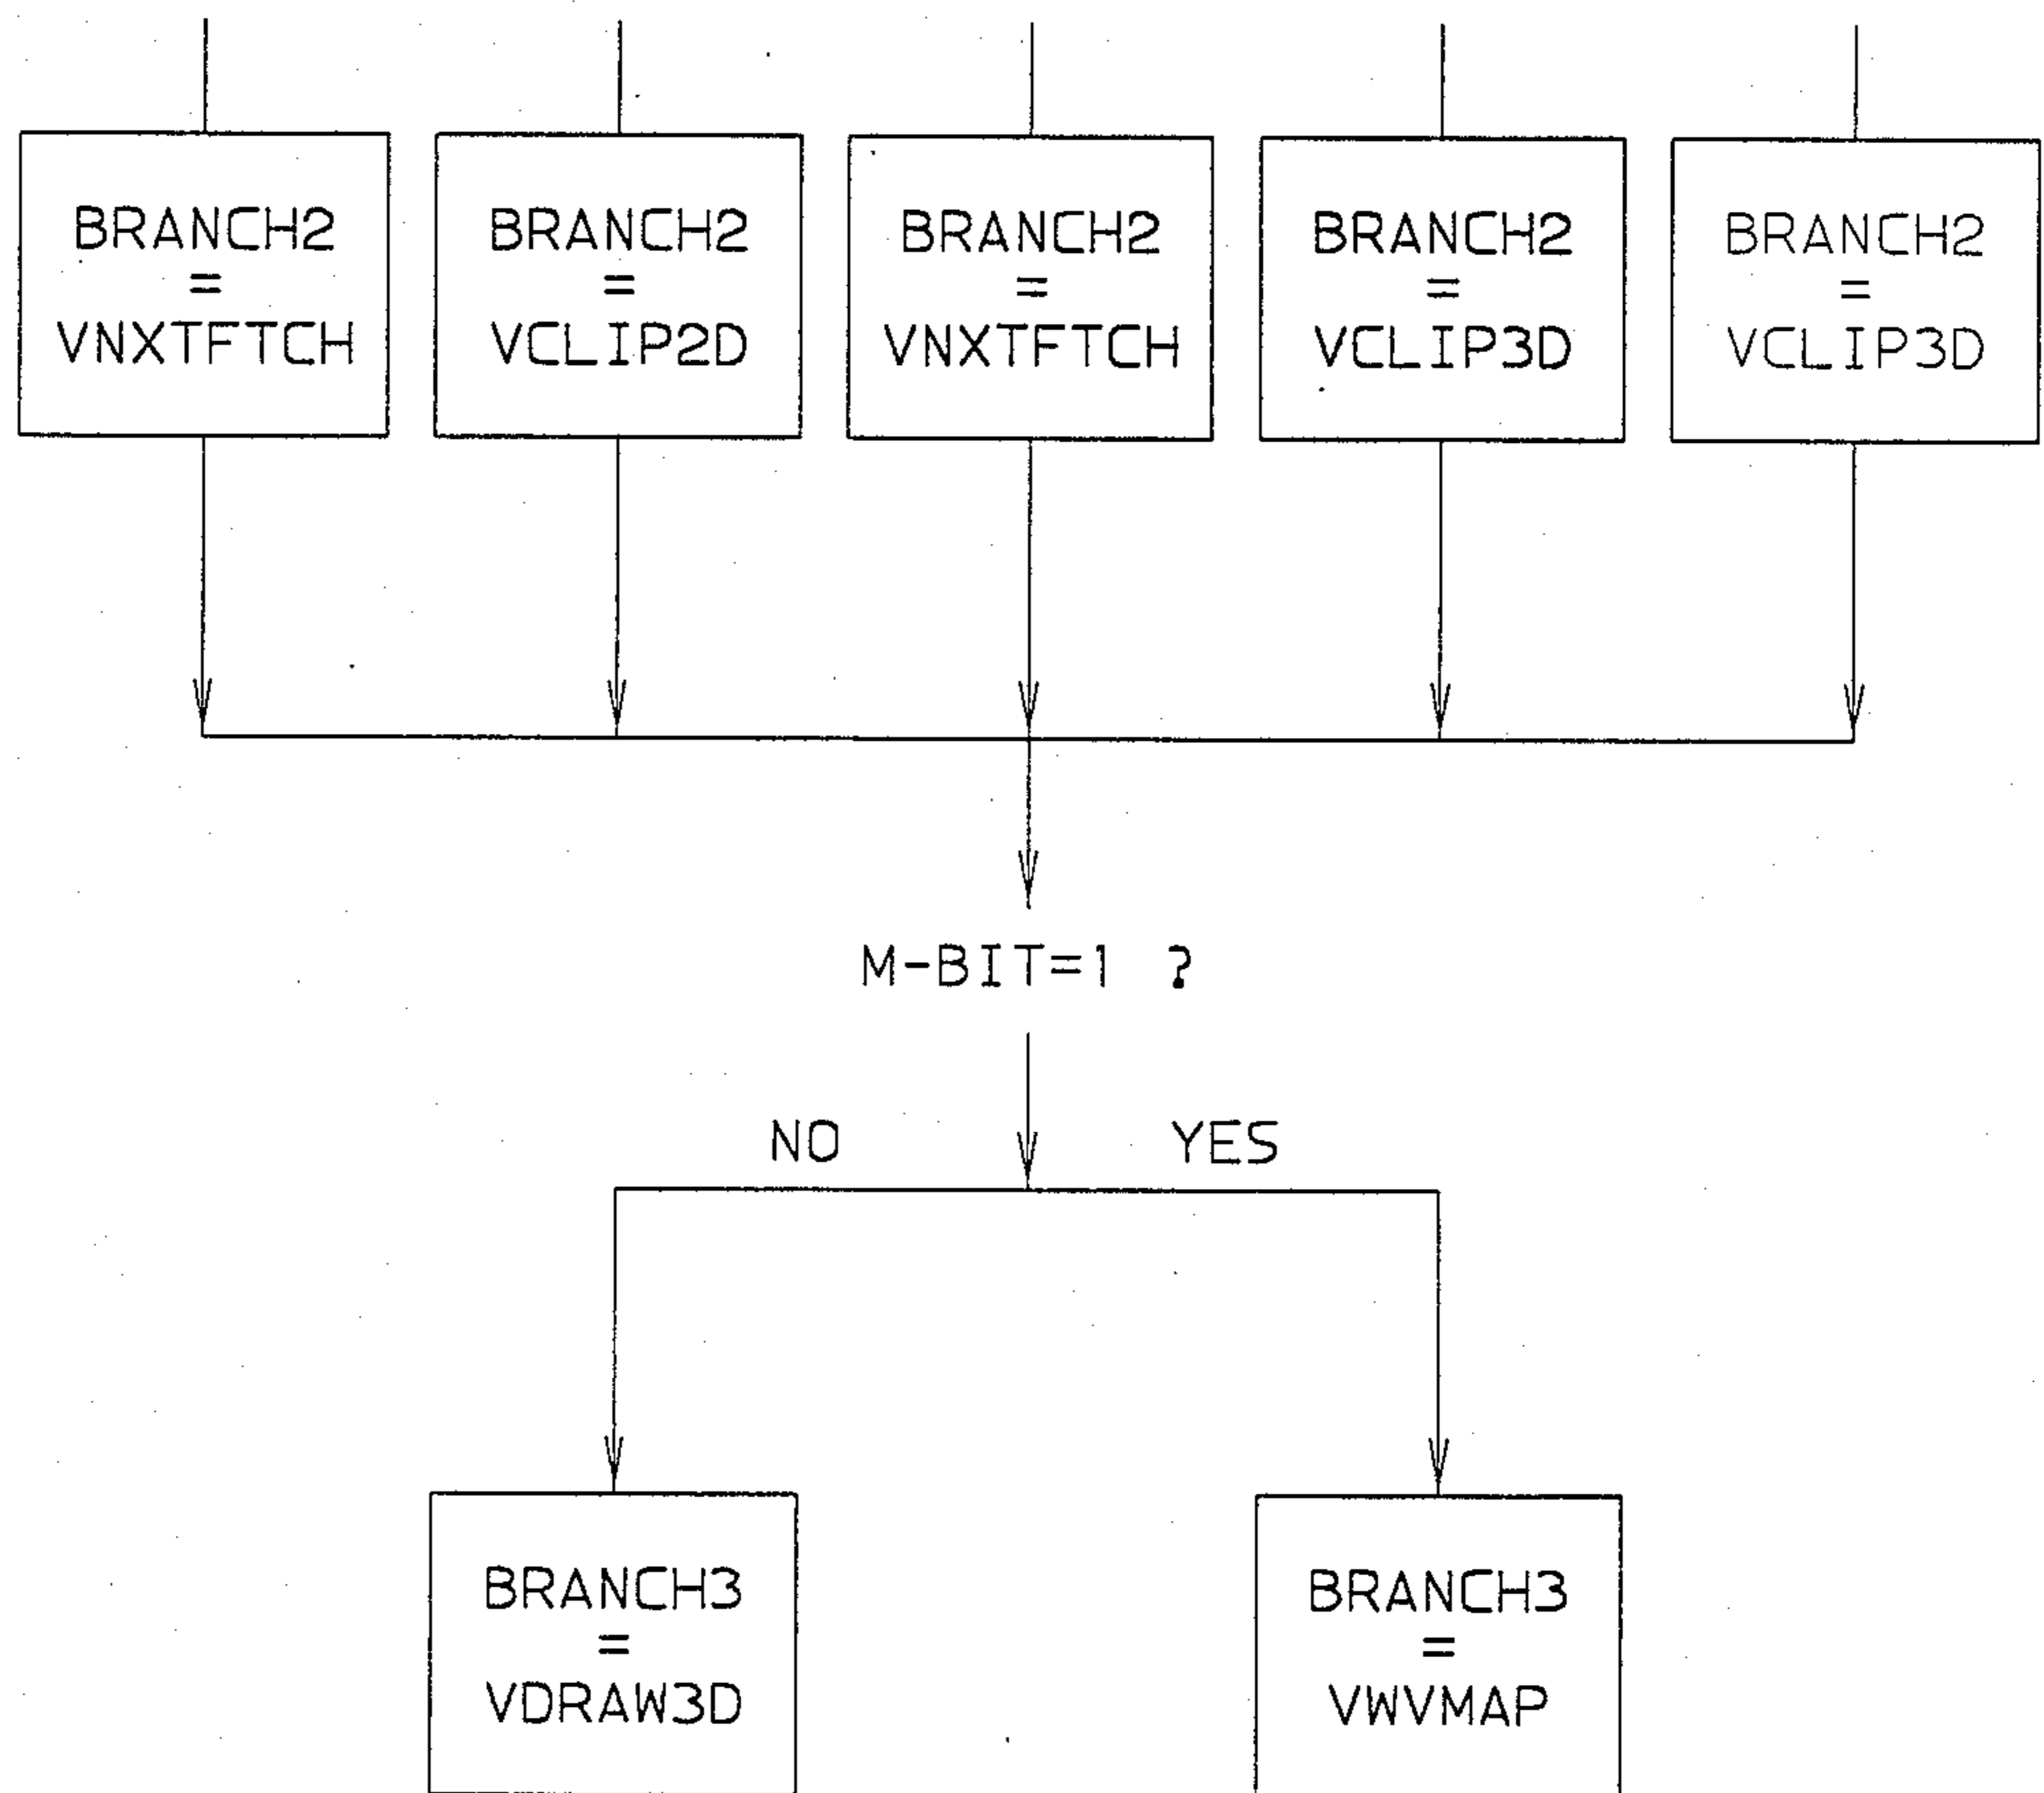 BRANCH2
=
VNXTFTCH
BRANCH2
=
VCLIP2D
BRANCH2
=
VNXTFTCH
BRANCH2
=
VCLIP3D
BRANCH2
=
VCLIP3D
M-BIT=1 ?
NO
YES
BRANCH3
=
VDRAW3D
BRANCH3
=
VWVMAP